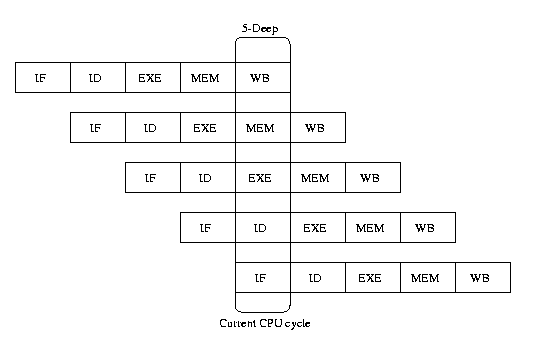 5-Deep
IF ID EXE MEM WB
IF ID EXE MEM WB
IF ID EXE MEM WB
IF ID EXE MEM WB
IF ID EXE MEM WB
Current CPU cycle